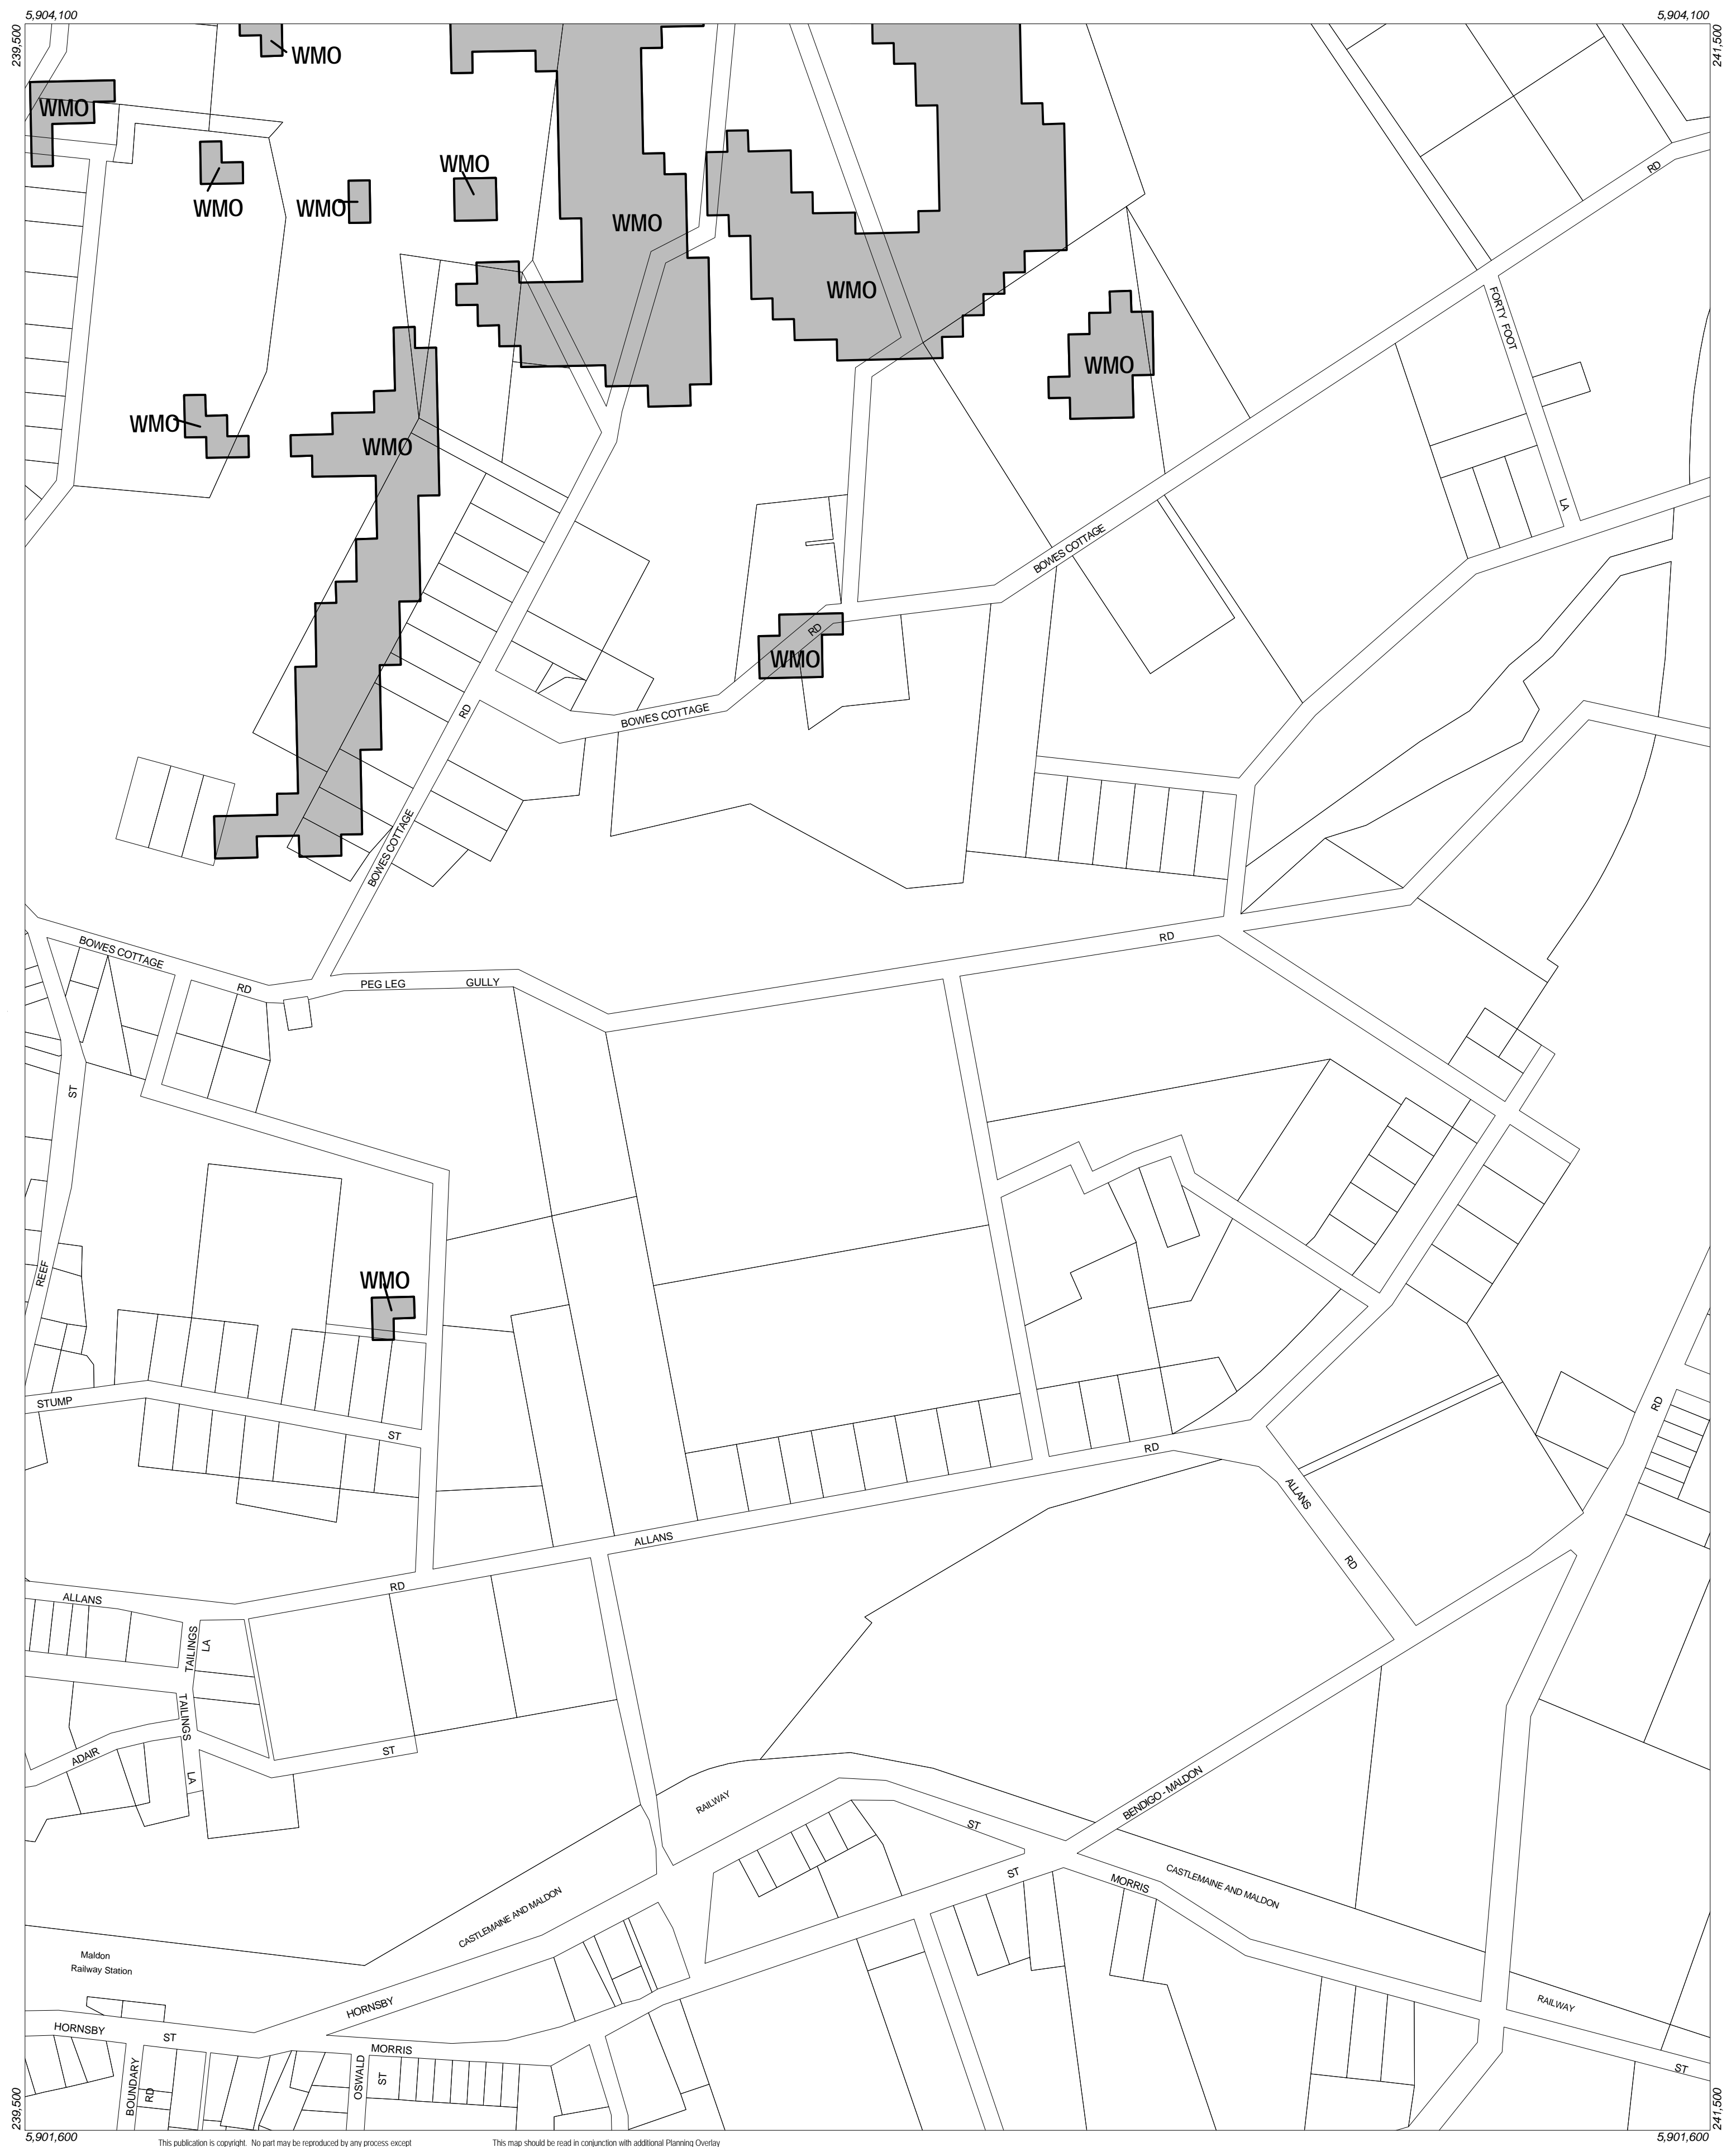 5,904,100
5,904,100
239,500
241,500
WMO
WMO
RD
WMO
WMO
WMO
WMO
WMO
WMO
FORTY FOOT
WMO
WMO
WMO
LA
BOWES COTTAGE
RD
WMO
RD
BOWES COTTAGE
BOWES COTTAGE
BOWES COTTAGE
RD
RD
PEG LEG
GULLY
ST
REEF
WMO
STUMP
ST
RD
RD
ALLANS
ALLANS
RD
RD
ALLANS
TAILINGS
LA
TAILINGS
LA
ADAIR
ST
RAILWAY
BENDIGO - MALDON
ST
ST
MORRIS
CASTLEMAINE AND MALDON
CASTLEMAINE AND MALDON
Maldon
Railway Station
HORNSBY
RAILWAY
HORNSBY
ST
MORRIS
ST
BOUNDARY
RD
OSWALD
ST
239,500
241,500
5,901,600
5,901,600
This publication is copyright. No part may be reproduced by any process except
This map should be read in conjunction with additional Planning Overlay